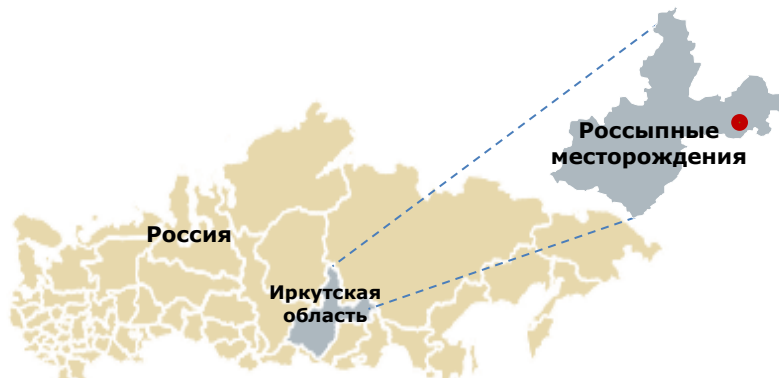 Россыпные
месторождения
Россия
Иркутская
область